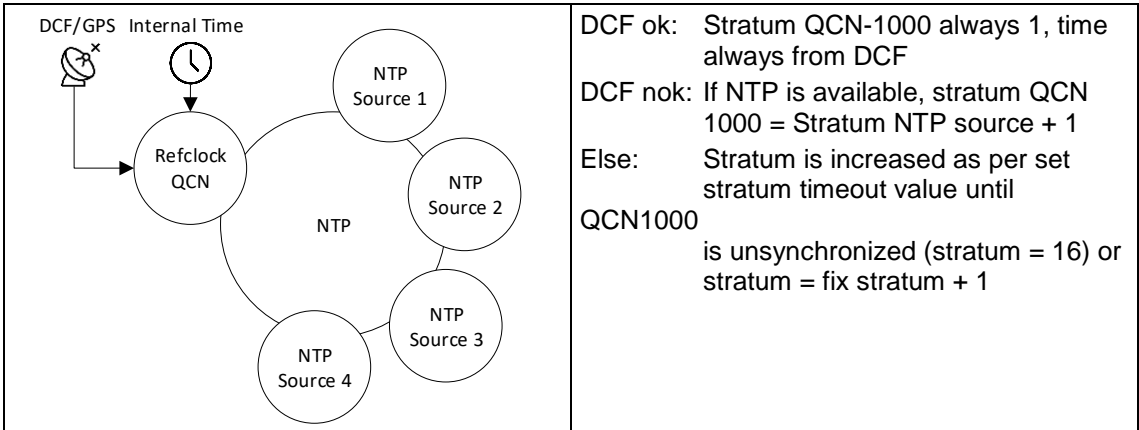 DCF/GPS Internal Time
Refclock
QCN
NTP
Source 1
NTP
Source 2
NTP
NTP
Source 3
NTP
Source 4
DCF ok: Stratum QCN-1000 always 1, time
always from DCF
DCF nok: If NTP is available, stratum QCN
1000 = Stratum NTP source + 1
Else: Stratum is increased as per set
stratum timeout value until
QCN1000
is unsynchronized (stratum = 16) or
stratum = fix stratum + 1